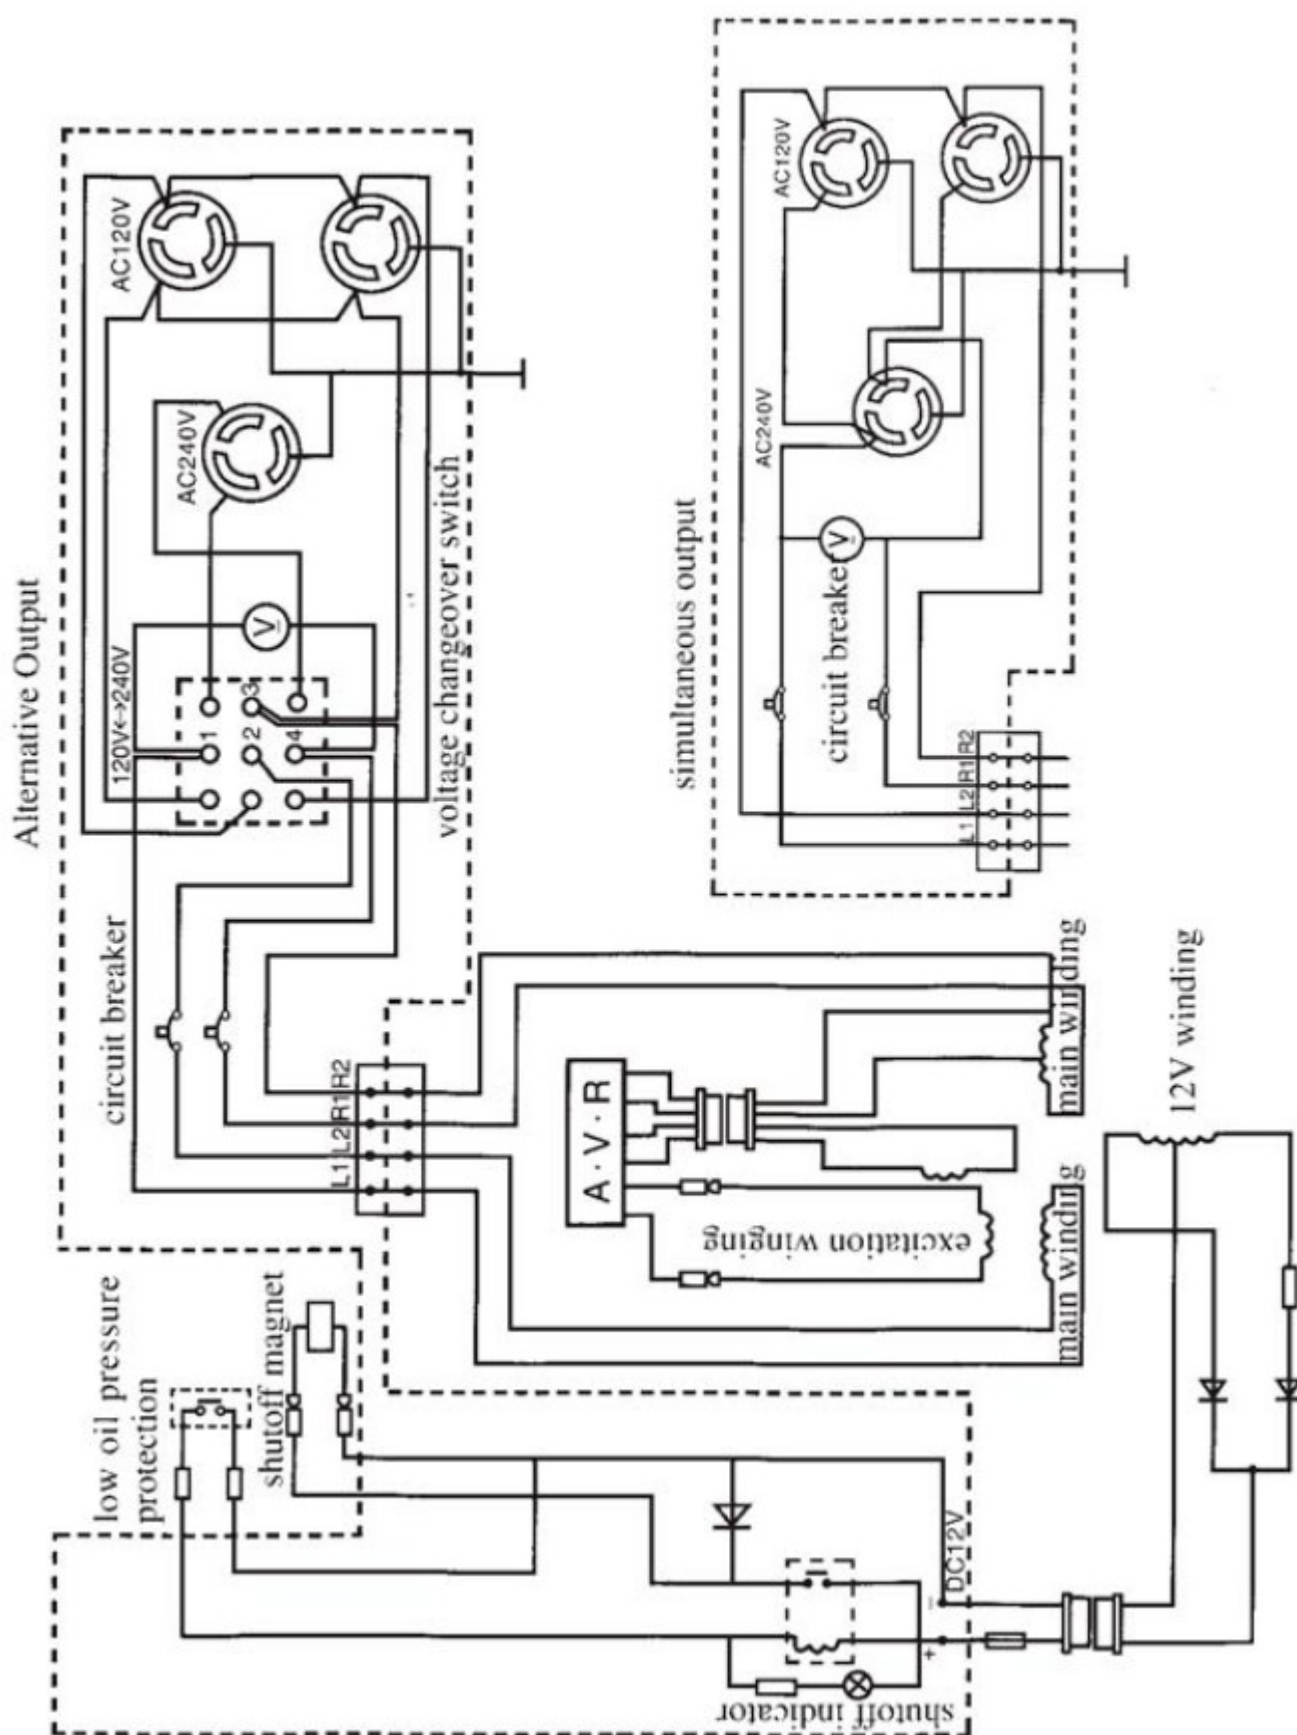 Alternative Output
AC120V
AC240V
120V↔240V
V
1
2
3
4
voltage changeover switch
circuit breaker
L1 L2 R1 R2
simultaneous output
AC120V
AC240V
V
circuit breaker
L1 L2 R1 R2
A·V·R
excitation winging
main winding
main winding
12V winding
low oil pressure
protection
shutoff magnet
DC12V
+
−
shutoff indicator